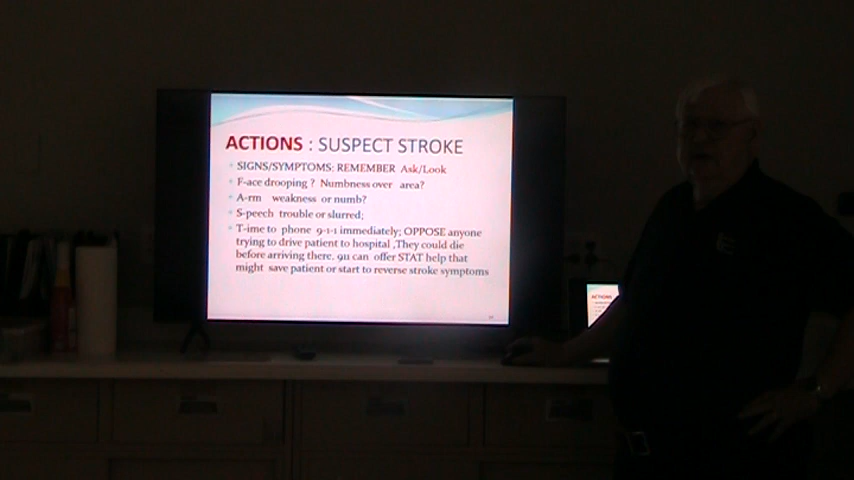 ACTIONS : SUSPECT STROKE
SIGNS/SYMPTOMS: REMEMBER Ask/Look
F-ace drooping ? Numbness over area?
A-rm weakness or numb?
S-peech trouble or slurred;
T-ime to phone 9-1-1 immediately; OPPOSE anyone
trying to drive patient to hospital ,They could die
before arriving there. 911 can offer STAT help that
might save patient or start to reverse stroke symptoms
ACTIONS